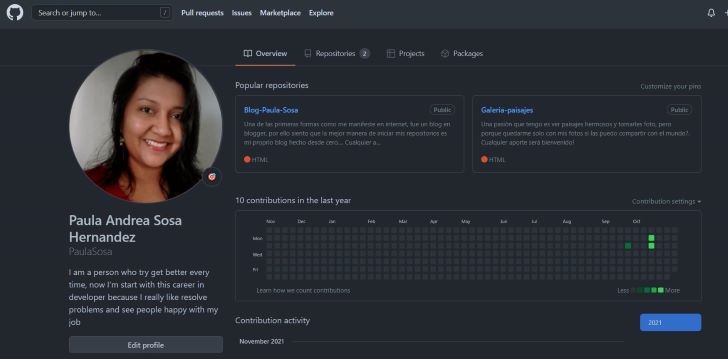 Search or jump to...
/
Pull requests
Issues
Marketplace
Explore
Overview
Repositories 2
Projects
Packages
Paula Andrea Sosa
Hernandez
PaulaSosa
I am a person who try get better every
time, now I'm start with this career in
developer because I really like resolve
problems and see people happy with my
job
Edit profile
Popular repositories
Customize your pins
Blog-Paula-Sosa
Public
Una de las primeras formas como me manifeste en internet, fue un blog en
blogger, por ello siento que la mejor manera de iniciar mis repositorios es
mi propio blog hecho desde cero... Cualquier a...
HTML
Galeria-paisajes
Public
Una pasión que tengo es ver paisajes hermosos y tomarles foto, pero
porque quedarme solo con mis fotos si las puedo compartir con el mundo?.
Cualquier aporte será bienvenido!
HTML
10 contributions in the last year
Contribution settings
Nov Dec Jan Feb Mar Apr May Jun Jul Aug Sep Oct
Mon
Wed
Fri
Learn how we count contributions
Less More
Contribution activity
2021
November 2021